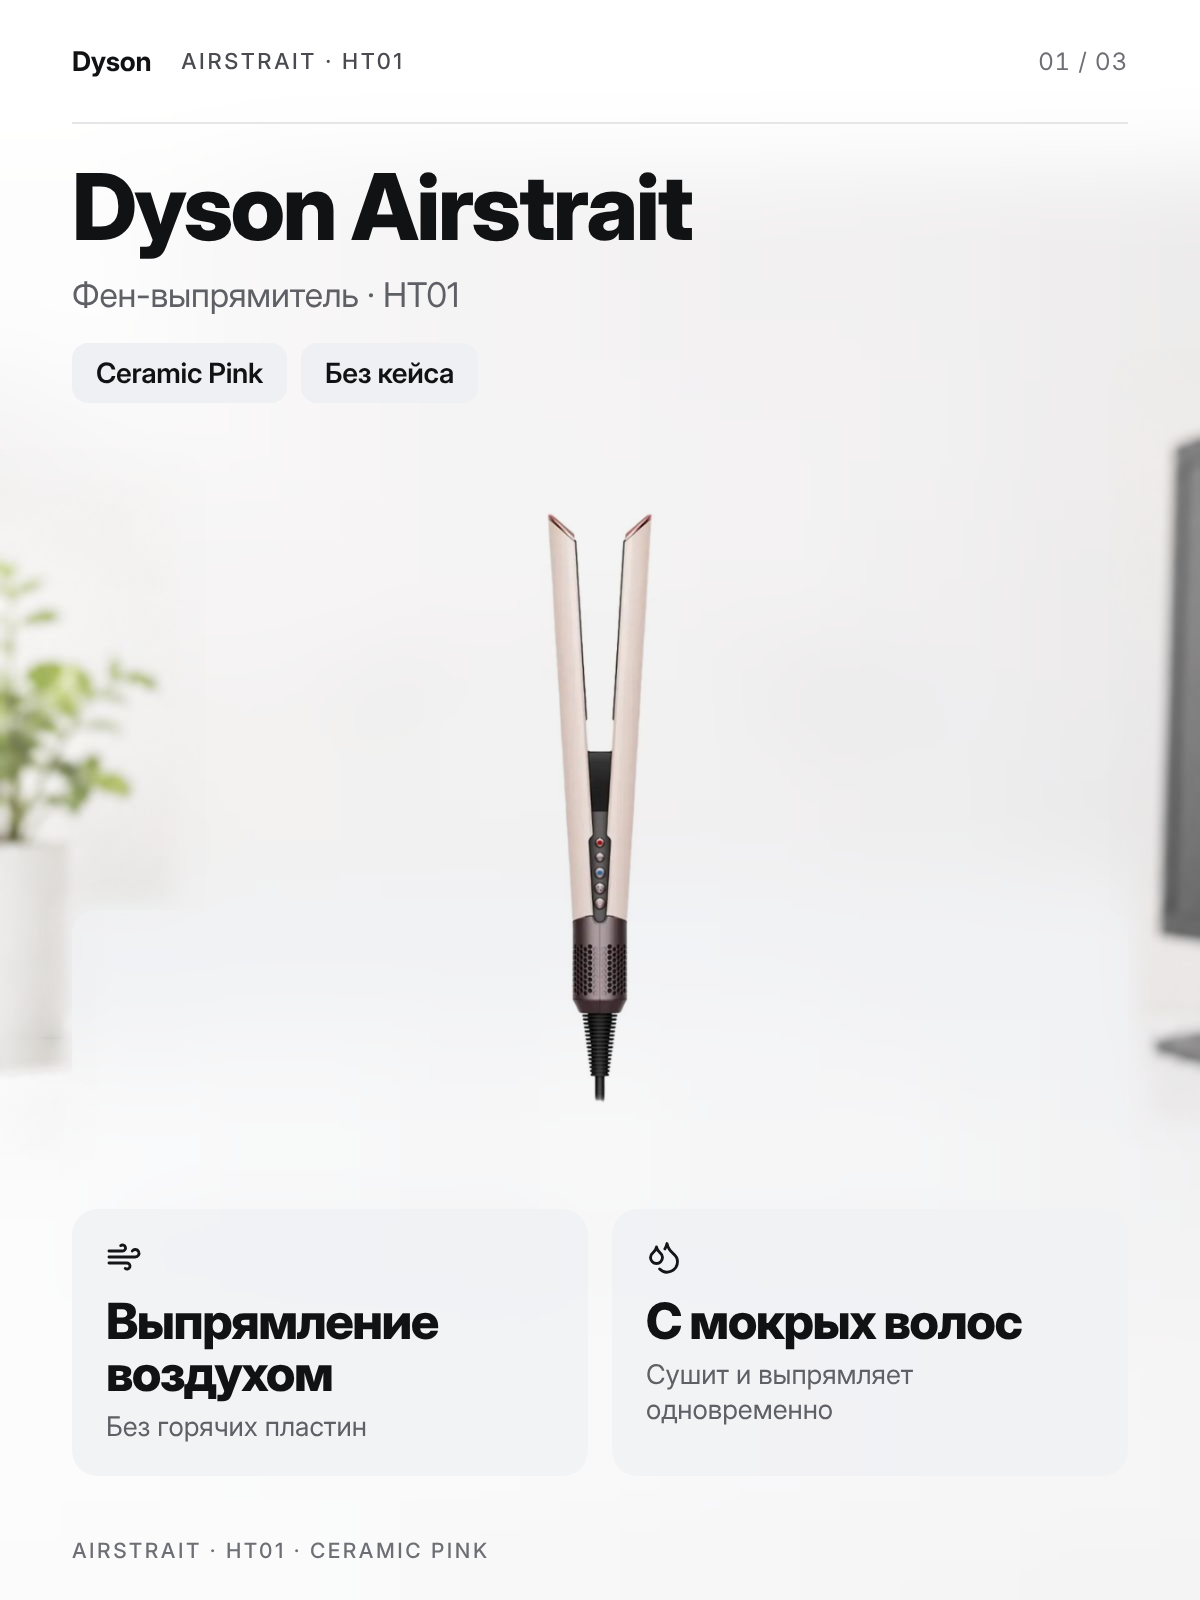 Dyson AIRSTRAIT · HT01 01 / 03
Dyson Airstrait
Фен-выпрямитель · HT01
Ceramic Pink Без кейса
Выпрямление
воздухом
Без горячих пластин
С мокрых волос
Сушит и выпрямляет
одновременно
AIRSTRAIT · HT01 · CERAMIC PINK